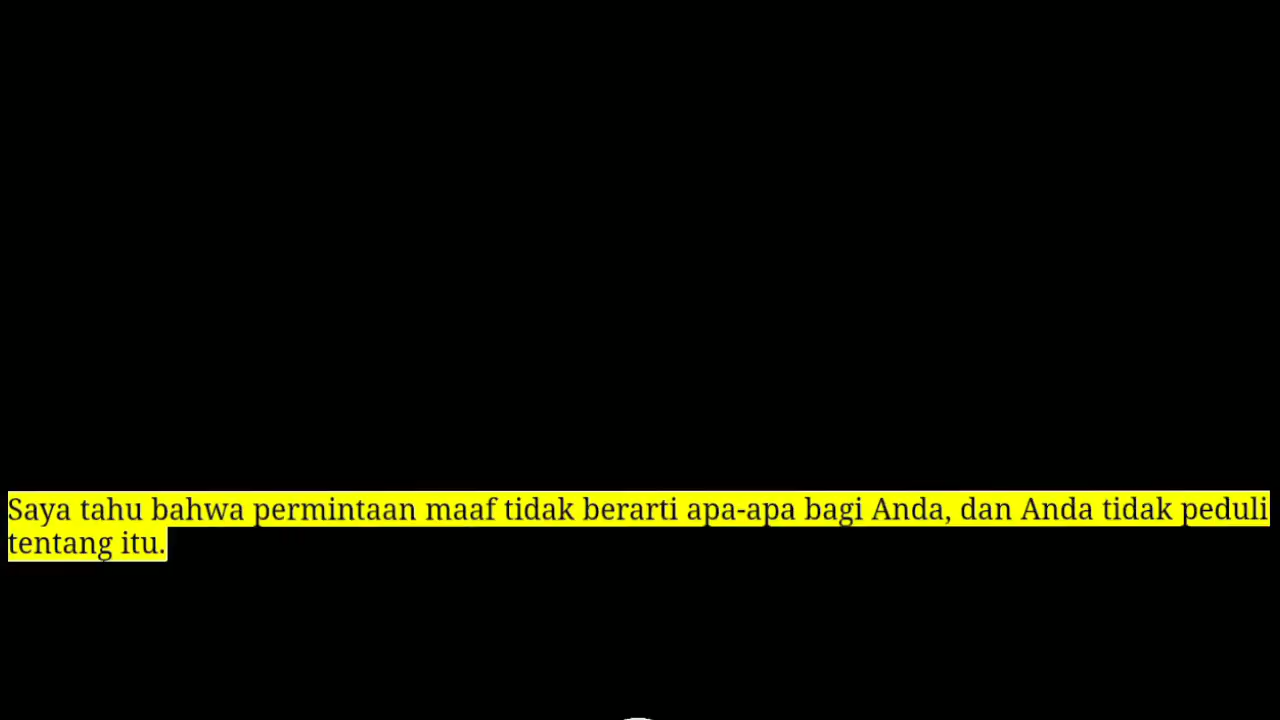 Saya tahu bahwa permintaan maaf tidak berarti apa-apa bagi Anda, dan Anda tidak peduli
tentang itu.